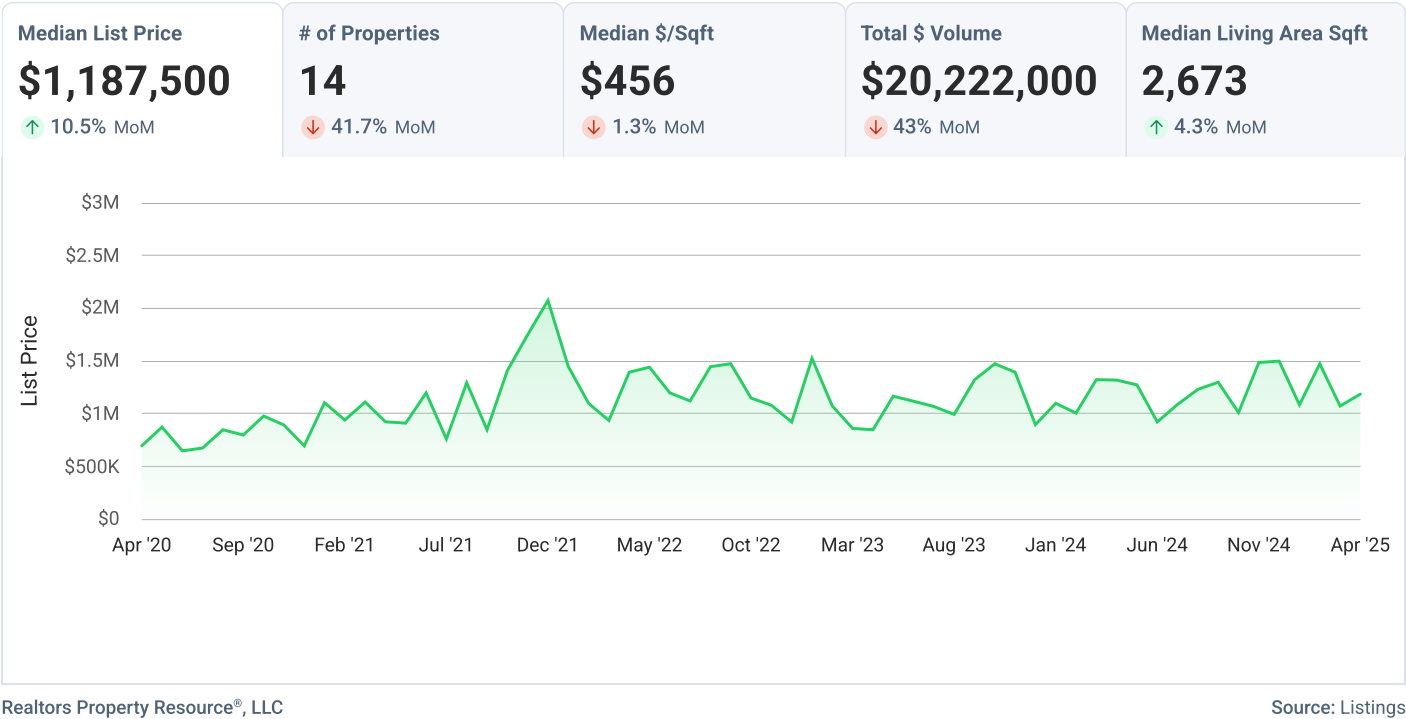 Median List Price
$1,187,500
10.5% MoM
# of Properties
14
41.7% MoM
Median $/Sqft
$456
1.3% MoM
Total $ Volume
$20,222,000
43% MoM
Median Living Area Sqft
2,673
4.3% MoM
List Price
$3M
$2.5M
$2M
$1.5M
$1M
$500K
$0
Apr '20 Sep '20 Feb '21 Jul '21 Dec '21 May '22 Oct '22 Mar '23 Aug '23 Jan '24 Jun '24 Nov '24 Apr '25
Realtors Property Resource®, LLC
Source: Listings